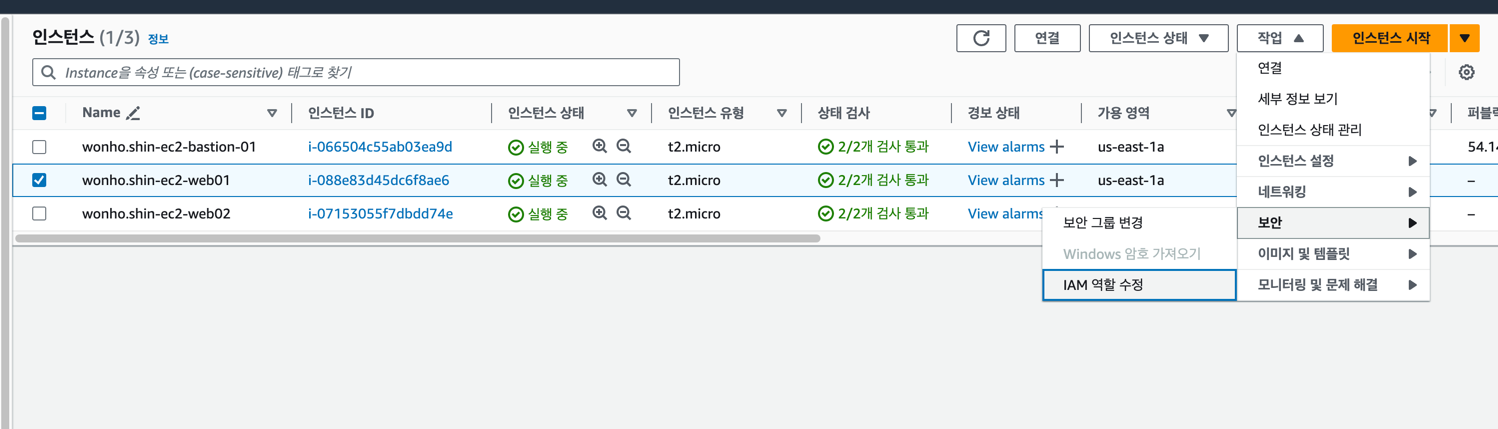 인스턴스 (1/3) 정보 연결 인스턴스 상태 작업 인스턴스 시작
Instance을 속성 또는 (case-sensitive) 태그로 찾기
연결
세부 정보 보기
인스턴스 상태 관리
인스턴스 설정
네트워킹
보안
이미지 및 템플릿
모니터링 및 문제 해결
보안 그룹 변경
Windows 암호 가져오기
IAM 역할 수정
Name 인스턴스 ID 인스턴스 상태 인스턴스 유형 상태 검사 경보 상태 가용 영역 퍼블릭
wonho.shin-ec2-bastion-01 i-066504c55ab03ea9d 실행 중 t2.micro 2/2개 검사 통과 View alarms + us-east-1a 54.14
wonho.shin-ec2-web01 i-088e83d45dc6f8ae6 실행 중 t2.micro 2/2개 검사 통과 View alarms + us-east-1a –
wonho.shin-ec2-web02 i-07153055f7dbdd74e 실행 중 t2.micro 2/2개 검사 통과 View alarms –